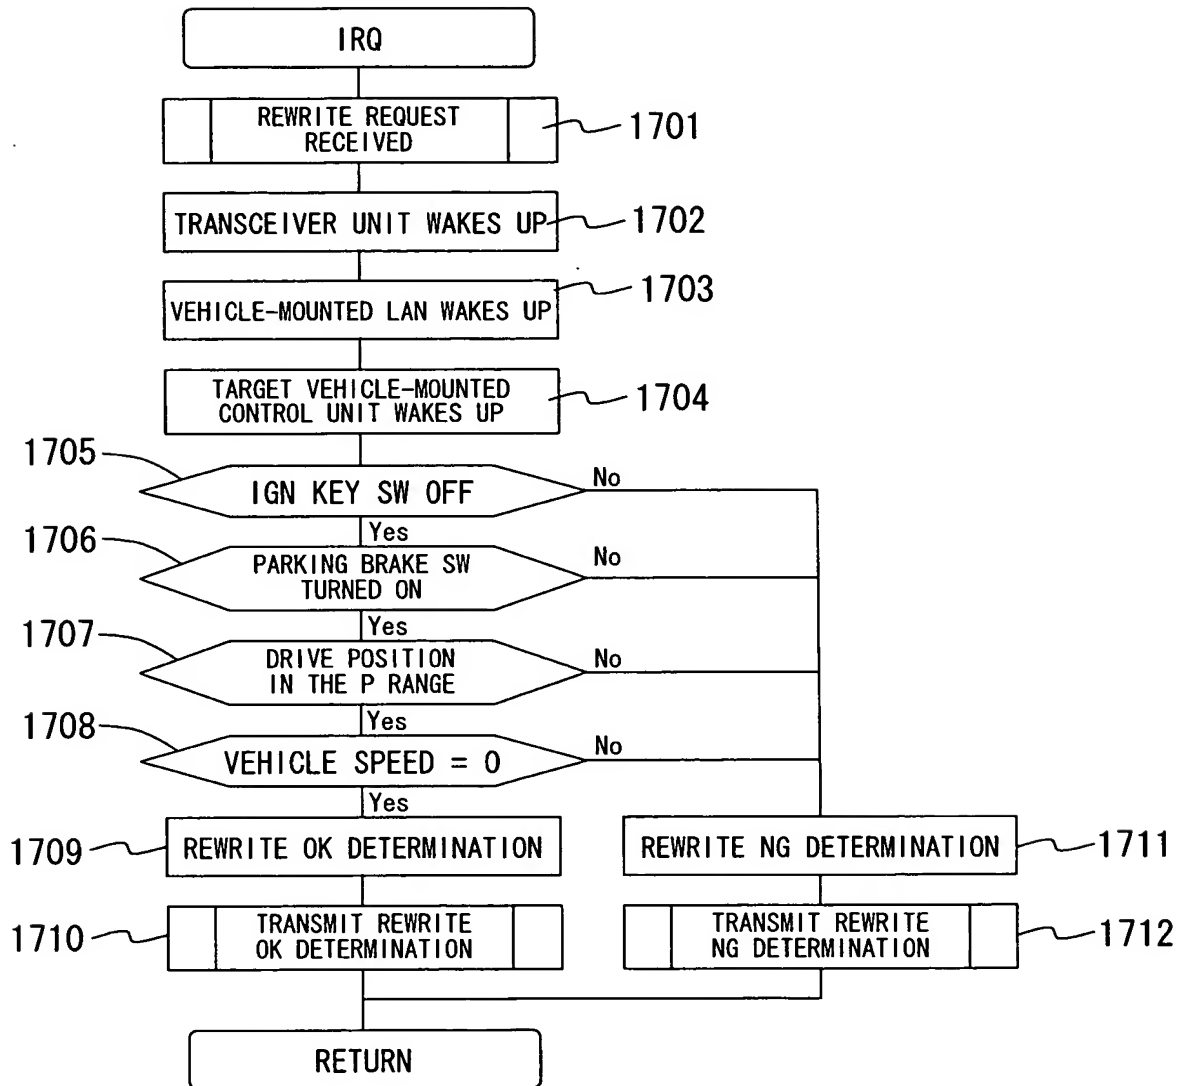 IRQ
REWRITE REQUEST
RECEIVED
1701
TRANSCEIVER UNIT WAKES UP
1702
VEHICLE-MOUNTED LAN WAKES UP
1703
TARGET VEHICLE-MOUNTED
CONTROL UNIT WAKES UP
1704
1705
IGN KEY SW OFF
No
Yes
1706
PARKING BRAKE SW
TURNED ON
No
Yes
1707
DRIVE POSITION
IN THE P RANGE
No
Yes
1708
VEHICLE SPEED = 0
No
Yes
1709
REWRITE OK DETERMINATION
REWRITE NG DETERMINATION
1711
1710
TRANSMIT REWRITE
OK DETERMINATION
TRANSMIT REWRITE
NG DETERMINATION
1712
RETURN